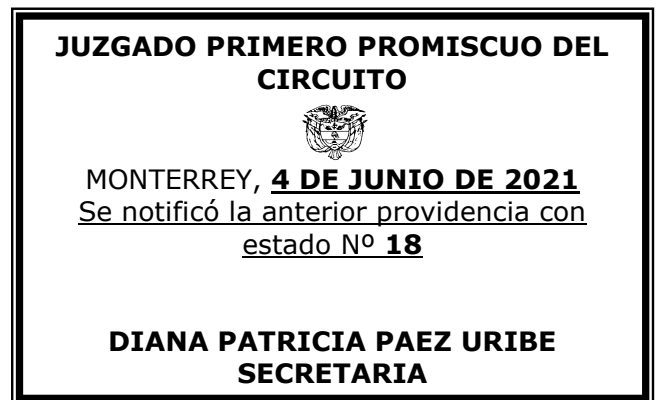 JUZGADO PRIMERO PROMISCUO DEL
CIRCUITO
MONTERREY, 4 DE JUNIO DE 2021
Se notificó la anterior providencia con
estado Nº 18
DIANA PATRICIA PAEZ URIBE
SECRETARIA